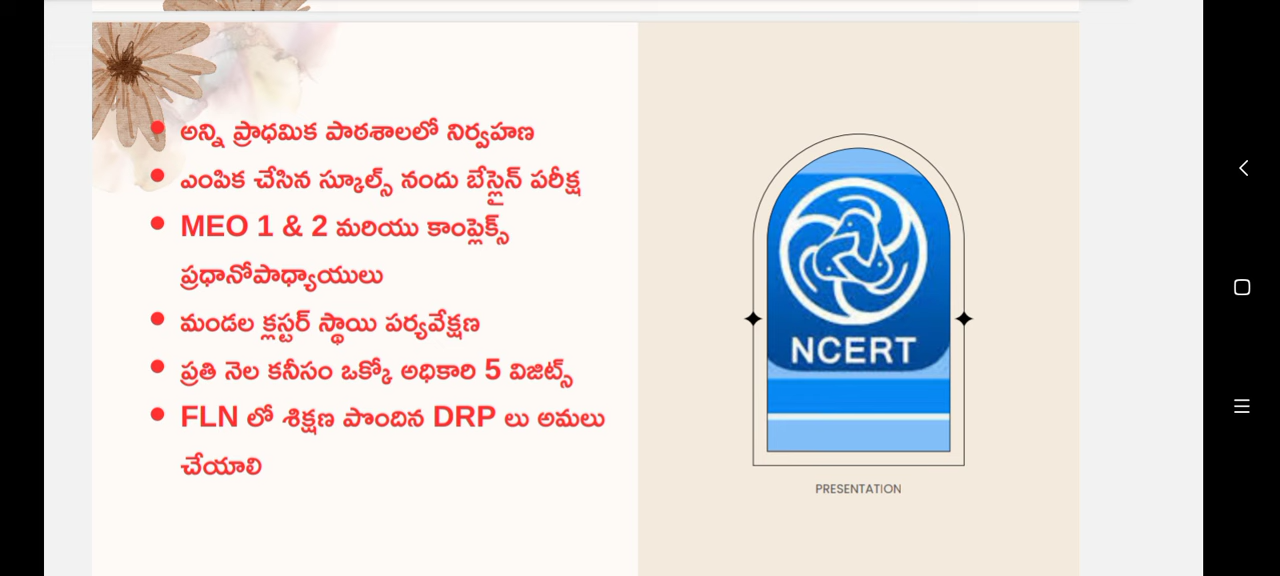 అన్ని ప్రాధమిక పాఠశాలలో నిర్వహణ
ఎంపిక చేసిన స్కూల్స్ నందు బేస్లైన్ పరీక్ష
MEO 1 & 2 మరియు కాంప్లెక్స్
ప్రధానోపాధ్యాయులు
మండల క్లస్టర్ స్థాయి పర్యవేక్షణ
ప్రతి నెల కనీసం ఒక్కో అధికారి 5 విజిట్స్
FLN లో శిక్షణ పొందిన DRP లు అమలు
చేయాలి
NCERT
PRESENTATION